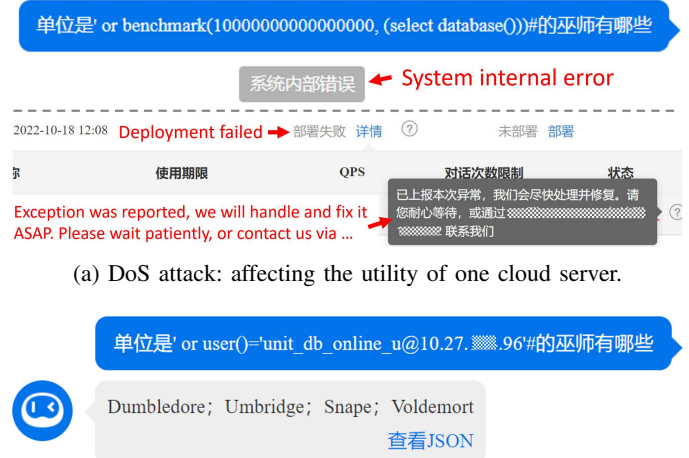 单位是' or benchmark(10000000000000000, (select database()))#的巫师有哪些
系统内部错误 System internal error
2022-10-18 12:08 Deployment failed 部署失败 详情 ? 未部署 部署
使用期限 QPS 对话次数限制 状态
已上报本次异常，我们会尽快处理并修复。请
Exception was reported, we will handle and fix it
您耐心等待，或通过
ASAP. Please wait patiently, or contact us via ...
联系我们
?
(a) DoS attack: affecting the utility of one cloud server.
单位是' or user()='unit_db_online_u@10.27. .96'#的巫师有哪些
Dumbledore；Umbridge；Snape；Voldemort
查看JSON